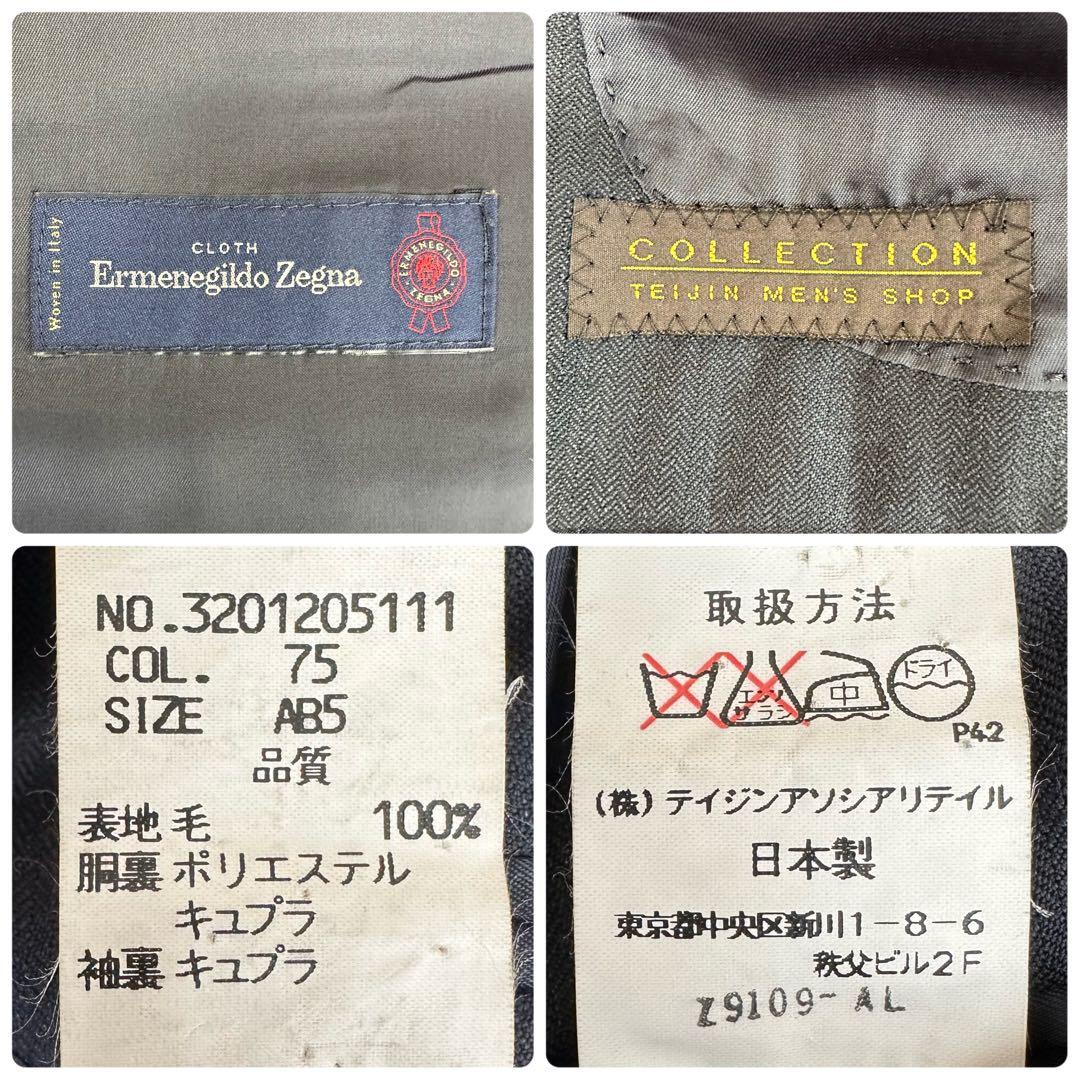 Woven in Italy
CLOTH
Ermenegildo Zegna
ERMENEGILDO
ZEGNA
COLLECTION
TEIJIN MEN'S SHOP
NO.3201205111
COL. 75
SIZE AB5
品質
表地 毛 100%
胴裏 ポリエステル
キュプラ
袖裏 キュプラ
取扱方法
エンソ
サラシ
中
ドライ
P42
(株)テイジンアソシアリテイル
日本製
東京都中央区新川1-8-6
秩父ビル2F
Z9109-AL